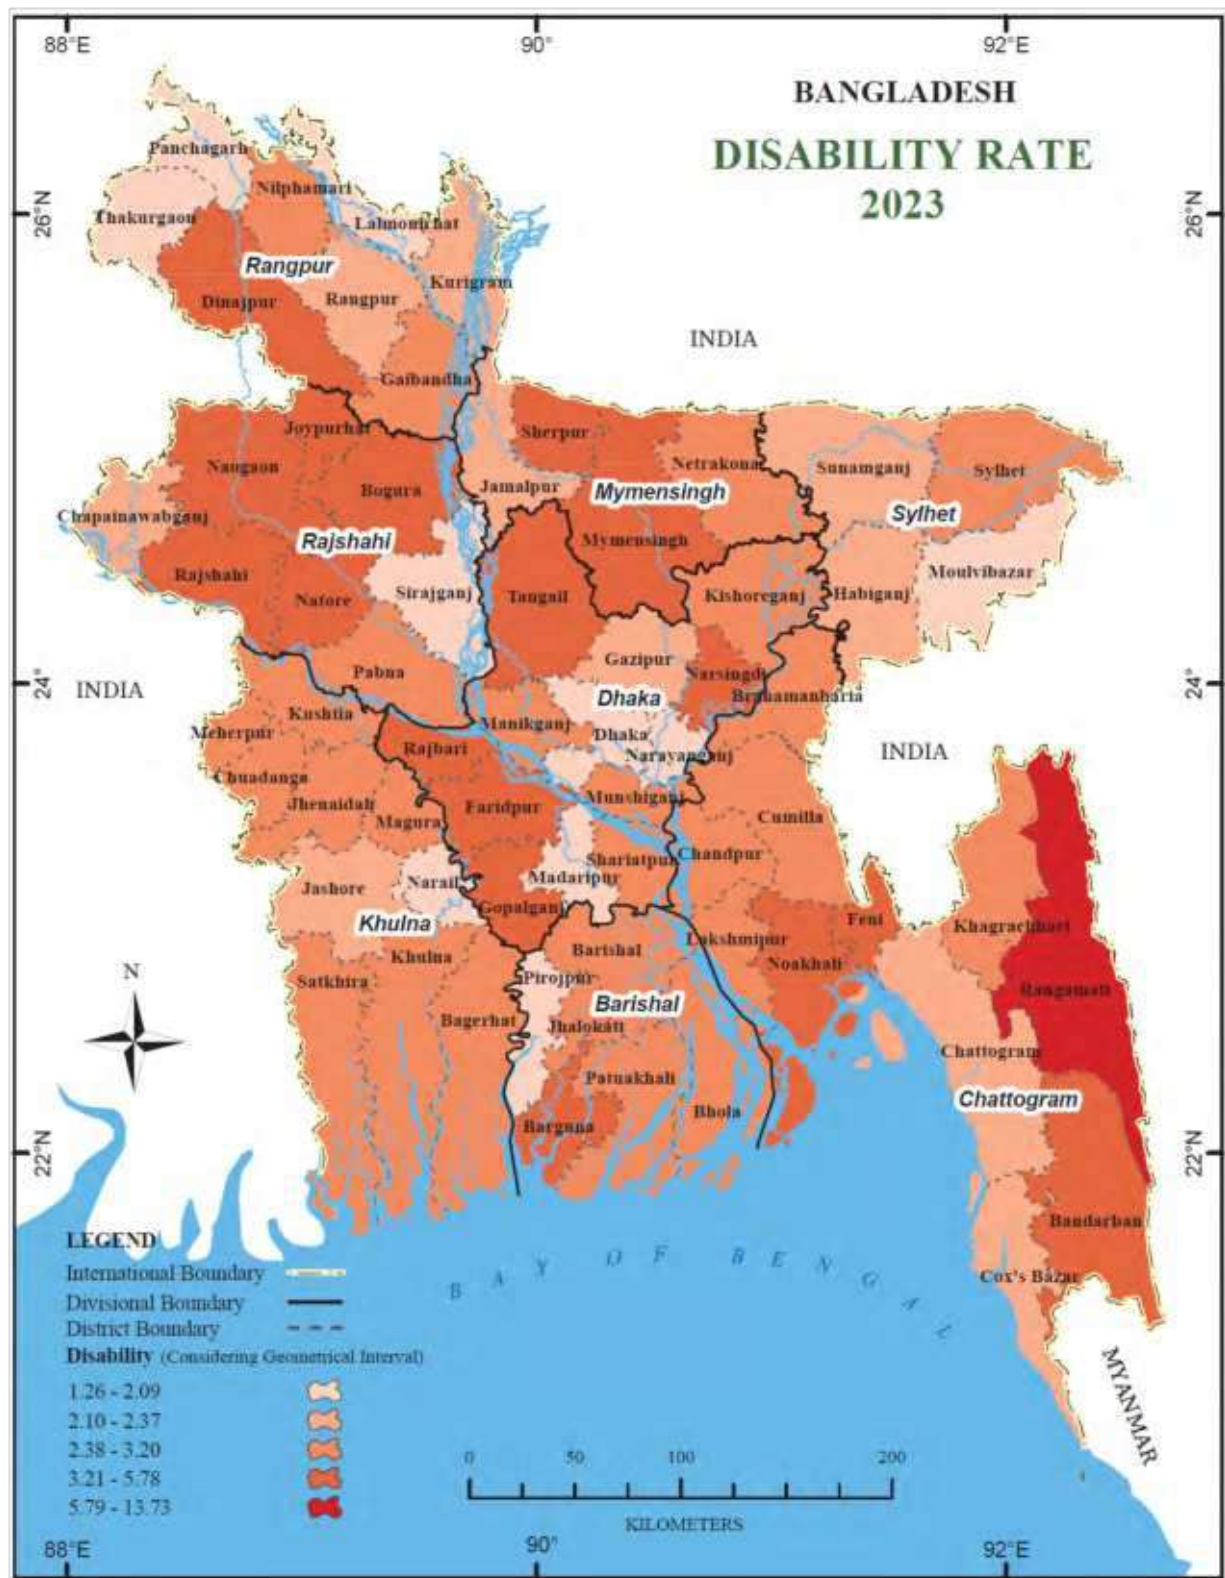 88°E
90°
92°E
BANGLADESH
DISABILITY RATE
2023
26°N
26°N
Panchagarh
Nilphamari
Thakurgaon
Lalmonirhat
Rangpur
Kurigram
Dinajpur
Rangpur
INDIA
Gaibandha
Joypurhat
Sherpur
Naogaon
Netrakona
Sunamganj
Sylhet
Bogura
Jamalpur
Mymensingh
Sylhet
Chapainawabganj
Rajshahi
Mymensingh
Rajshahi
Natore
Sirajganj
Tangail
Kishoreganj
Habiganj
Moulvibazar
Gazipur
Pabna
Narsingdi
24°
INDIA
Dhaka
Brahamanbaria
24°N
Kushtia
Manikganj
Meherpur
Dhaka
Rajbari
Narayanganj
INDIA
Chuadanga
Jhenaidah
Faridpur
Munshiganj
Magura
Cumilla
Shariatpur
Chandpur
Jashore
Narail
Madaripur
Gopalganj
Khulna
Feni
Khagrachhari
Lakshmipur
Barishal
Khulna
Noakhali
Satkhira
Pirojpur
N
Barishal
Rangamati
Bagerhat
Jhalokati
Chattogram
Patuakhali
Chattogram
Bhola
Barguna
22°N
22°N
Bandarban
LEGEND
International Boundary
BAY OF BENGAL
Cox's Bazar
Divisional Boundary
District Boundary
Disability (Considering Geometrical Interval)
1.26 - 2.09
2.10 - 2.37
2.38 - 3.20
3.21 - 5.78
5.79 - 13.73
MYANMAR
0 50 100 200
KILOMETERS
88°E
90°
92°E